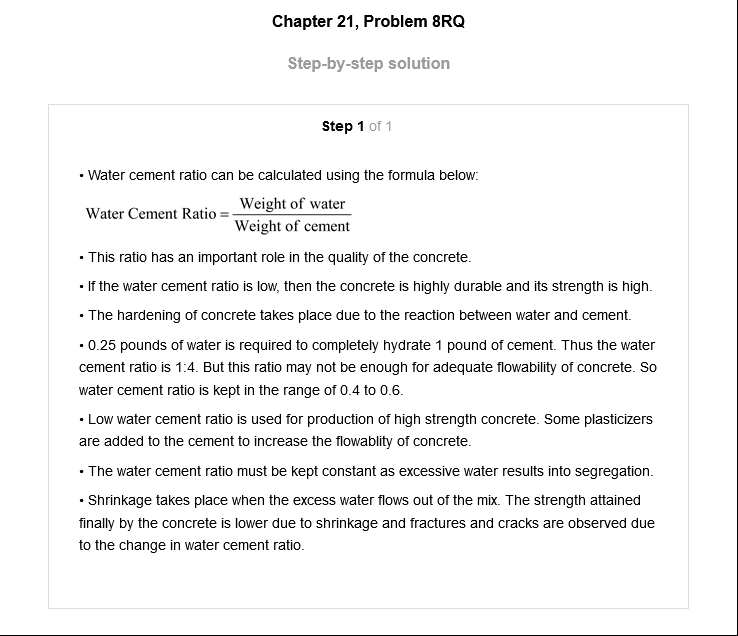 Chapter 21, Problem 8RQ
Step-by-step solution
Step 1 of 1
• Water cement ratio can be calculated using the formula below:
Water Cement Ratio = Weight of water / Weight of cement
• This ratio has an important role in the quality of the concrete.
• If the water cement ratio is low, then the concrete is highly durable and its strength is high.
• The hardening of concrete takes place due to the reaction between water and cement.
• 0.25 pounds of water is required to completely hydrate 1 pound of cement. Thus the water
cement ratio is 1:4. But this ratio may not be enough for adequate flowability of concrete. So
water cement ratio is kept in the range of 0.4 to 0.6.
• Low water cement ratio is used for production of high strength concrete. Some plasticizers
are added to the cement to increase the flowablity of concrete.
• The water cement ratio must be kept constant as excessive water results into segregation.
• Shrinkage takes place when the excess water flows out of the mix. The strength attained
finally by the concrete is lower due to shrinkage and fractures and cracks are observed due
to the change in water cement ratio.